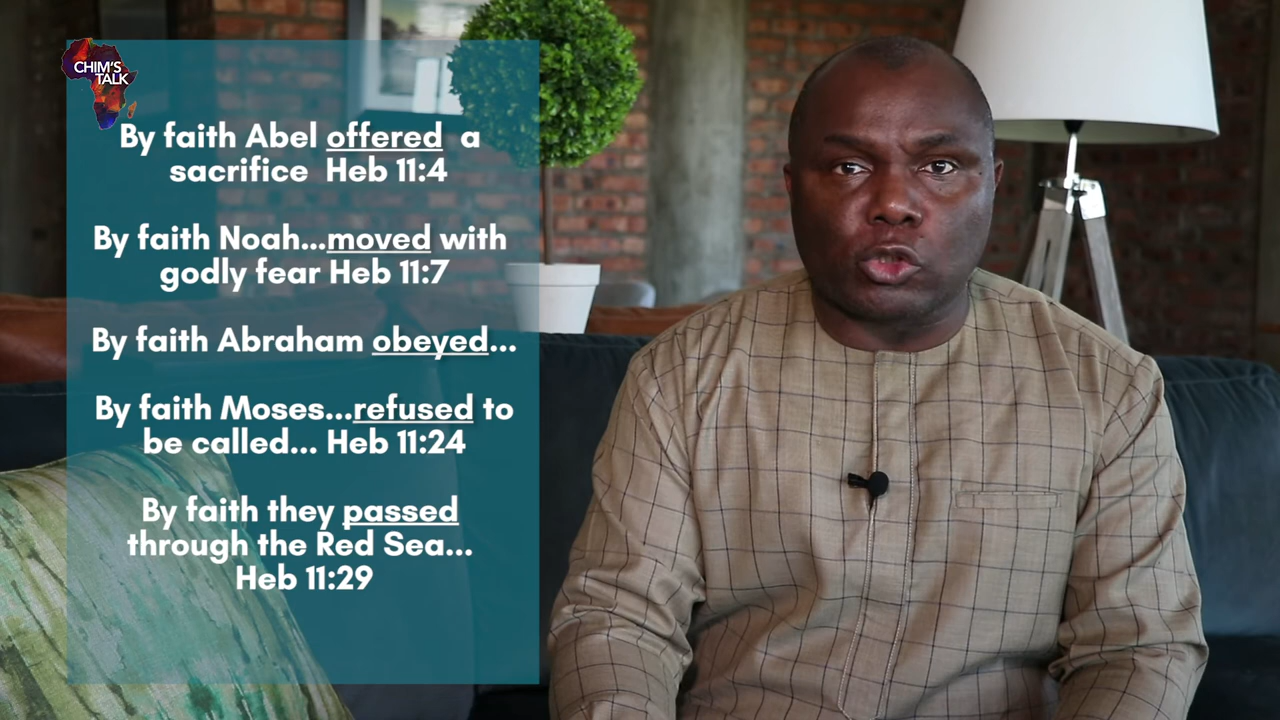 CHIM'S
TALK
By faith Abel offered a
sacrifice Heb 11:4
By faith Noah...moved with
godly fear Heb 11:7
By faith Abraham obeyed...
By faith Moses...refused to
be called... Heb 11:24
By faith they passed
through the Red Sea...
Heb 11:29